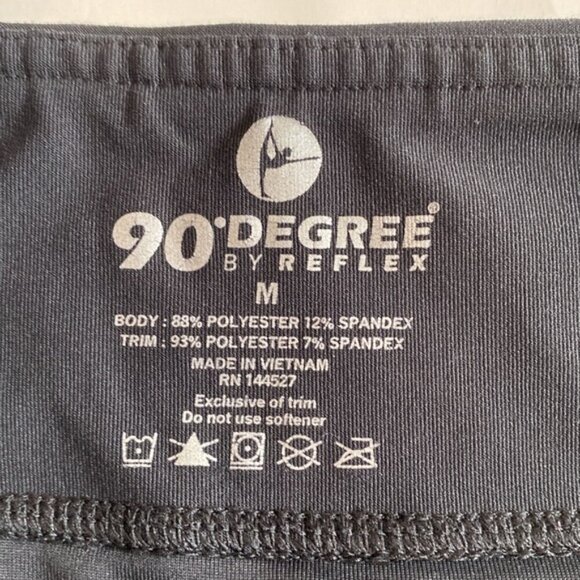 90°DEGREE®
BY REFLEX
M
BODY : 88% POLYESTER 12% SPANDEX
TRIM : 93% POLYESTER 7% SPANDEX
MADE IN VIETNAM
RN 144527
Exclusive of trim
Do not use softener